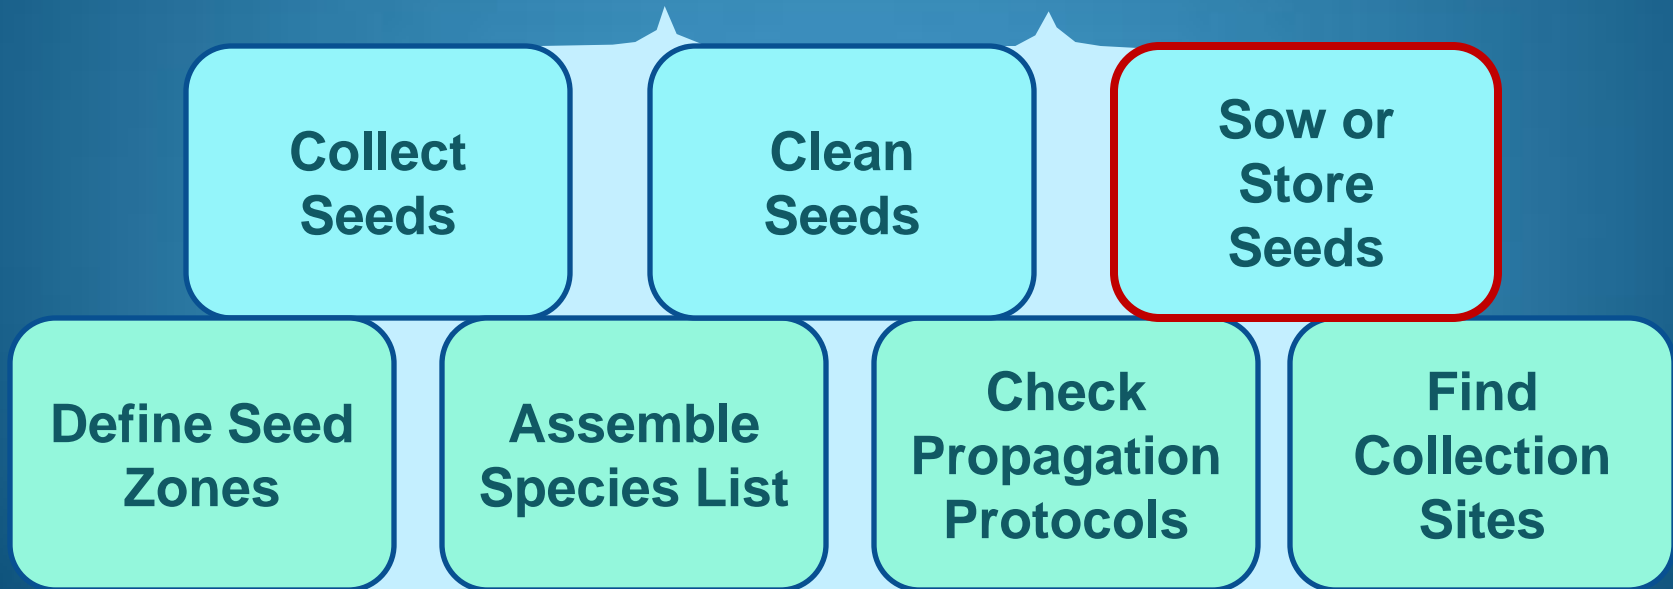 Collect
Seeds
Clean
Seeds
Sow or
Store
Seeds
Define Seed
Zones
Assemble
Species List
Check
Propagation
Protocols
Find
Collection
Sites